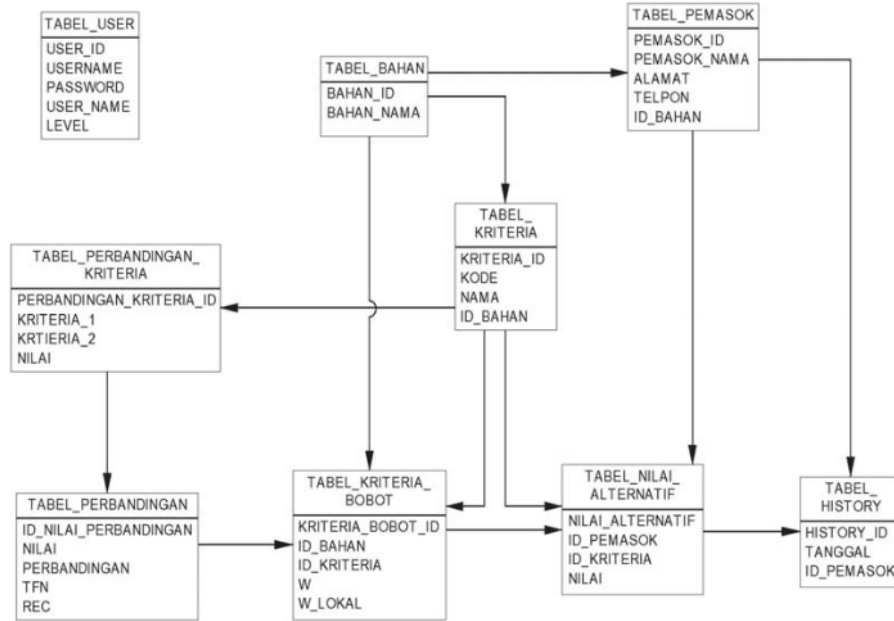 TABEL_USER
USER_ID
USERNAME
PASSWORD
USER_NAME
LEVEL
TABEL_BAHAN
BAHAN_ID
BAHAN_NAMA
TABEL_PEMASOK
PEMASOK_ID
PEMASOK_NAMA
ALAMAT
TELPON
ID_BAHAN
TABEL_
KRITERIA
KRITERIA_ID
KODE
NAMA
ID_BAHAN
TABEL_PERBANDINGAN_
KRITERIA
PERBANDINGAN_KRITERIA_ID
KRITERIA_1
KRTIERIA_2
NILAI
TABEL_PERBANDINGAN
ID_NILAI_PERBANDINGAN
NILAI
PERBANDINGAN
TFN
REC
TABEL_KRITERIA_
BOBOT
KRITERIA_BOBOT_ID
ID_BAHAN
ID_KRITERIA
W
W_LOKAL
TABEL_NILAI_
ALTERNATIF
NILAI_ALTERNATIF
ID_PEMASOK
ID_KRITERIA
NILAI
TABEL_
HISTORY
HISTORY_ID
TANGGAL
ID_PEMASOK